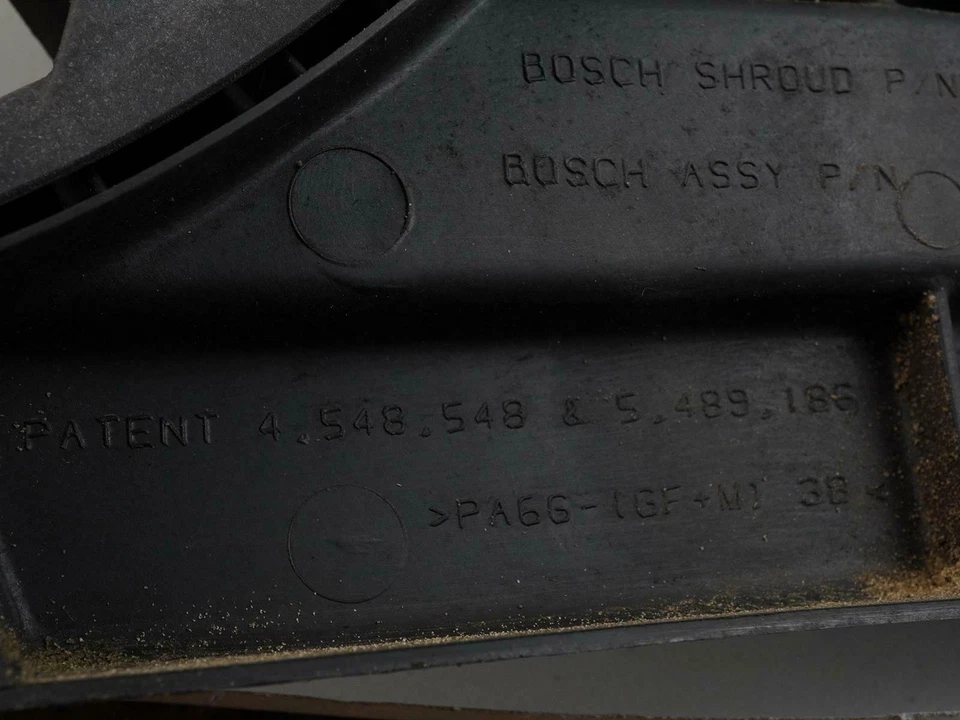 BOSCH SHROUD P/N
BOSCH ASSY P/N
PATENT 4,548,548 & 5,489,186
>PA66-(GF+M) 30<